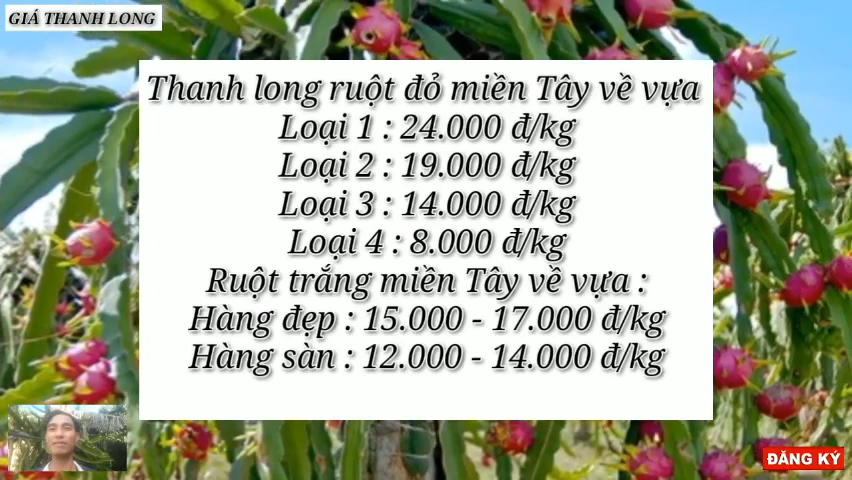 GIÁ THANH LONG
Thanh long ruột đỏ miền Tây về vựa
Loại 1 : 24.000 đ/kg
Loại 2 : 19.000 đ/kg
Loại 3 : 14.000 đ/kg
Loại 4 : 8.000 đ/kg
Ruột trắng miền Tây về vựa :
Hàng đẹp : 15.000 - 17.000 đ/kg
Hàng sàn : 12.000 - 14.000 đ/kg
ĐĂNG KÝ